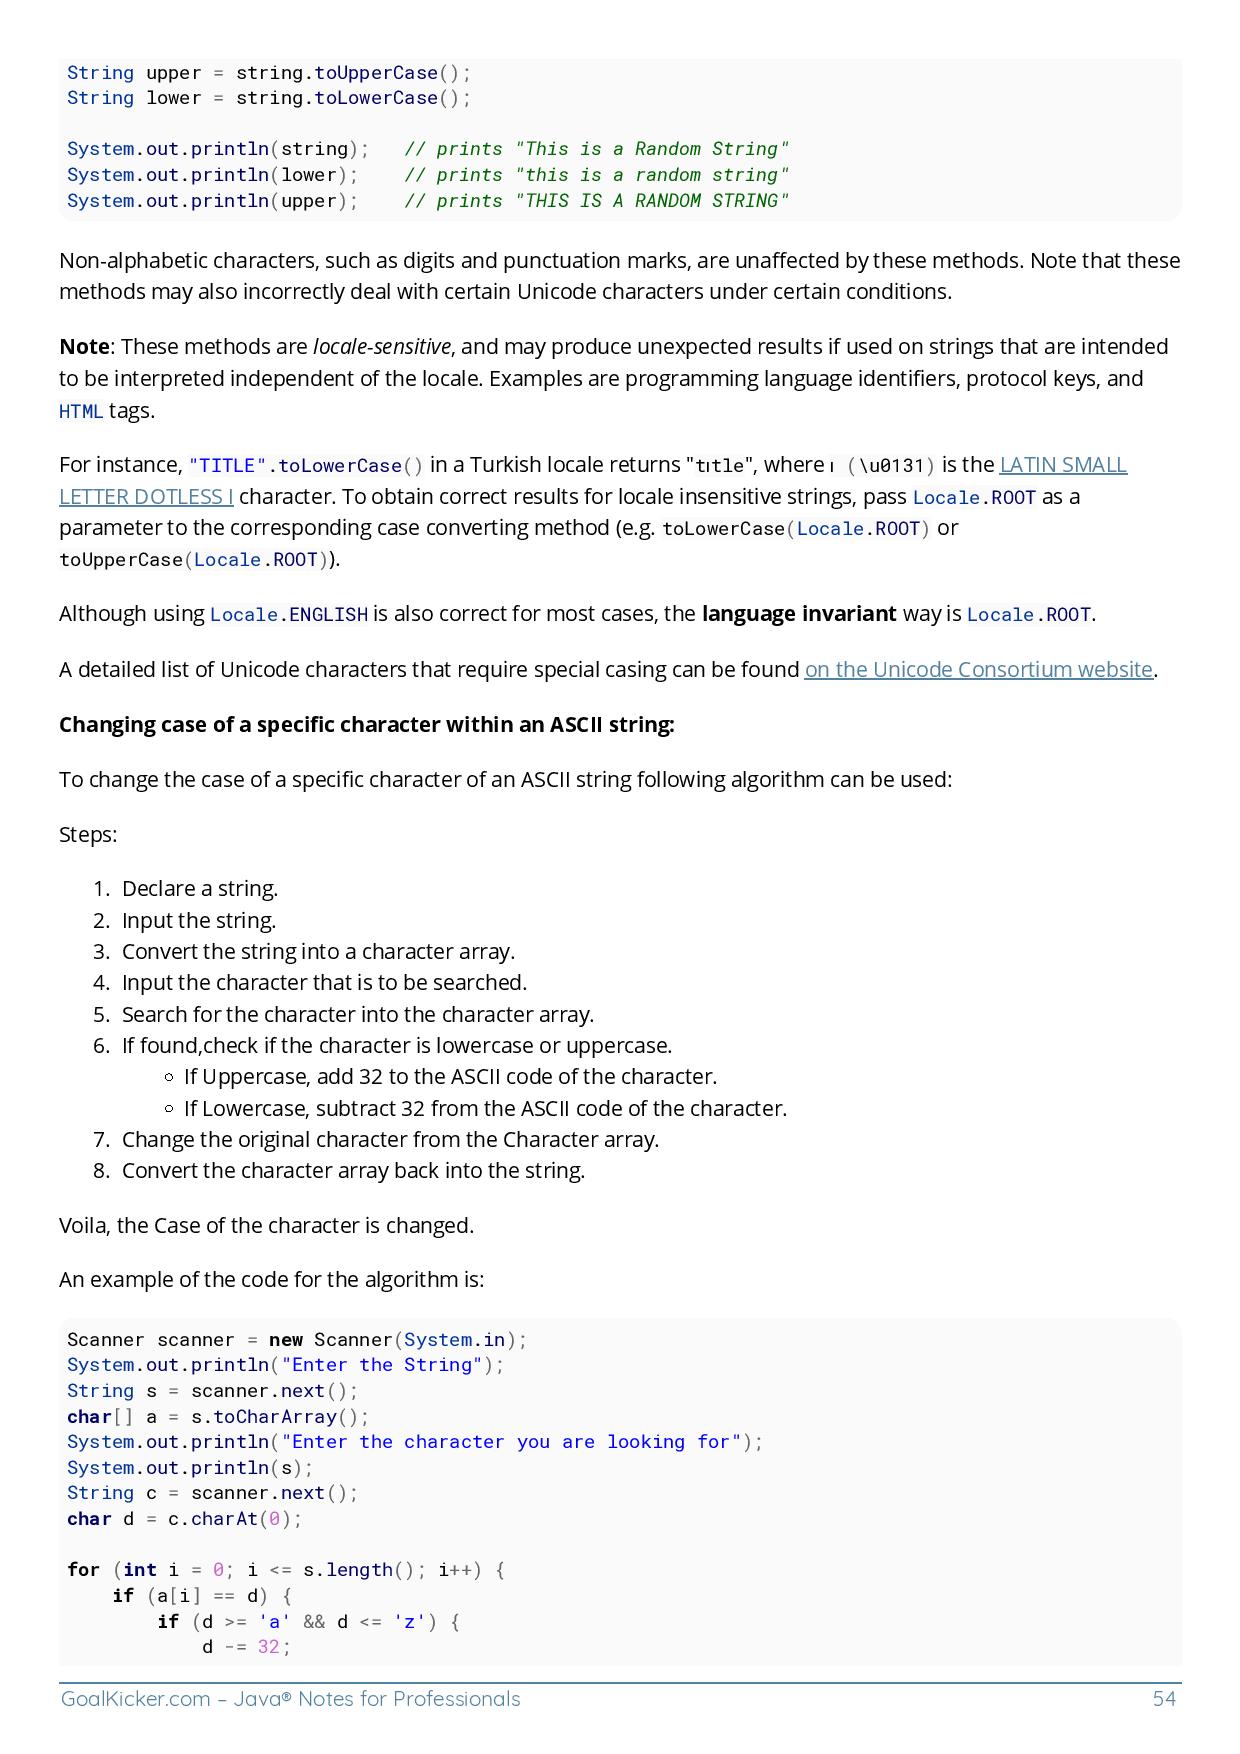 String upper = string.toUpperCase();
String lower = string.toLowerCase();
System.out.println(string);   // prints "This is a Random String"
System.out.println(lower);    // prints "this is a random string"
System.out.println(upper);    // prints "THIS IS A RANDOM STRING"
Non-alphabetic characters, such as digits and punctuation marks, are unaffected by these methods. Note that these
methods may also incorrectly deal with certain Unicode characters under certain conditions.
Note: These methods are locale-sensitive, and may produce unexpected results if used on strings that are intended
to be interpreted independent of the locale. Examples are programming language identifiers, protocol keys, and
HTML tags.
For instance, "TITLE".toLowerCase() in a Turkish locale returns "tıtle", where ı (\u0131) is the LATIN SMALL
LETTER DOTLESS I character. To obtain correct results for locale insensitive strings, pass Locale.ROOT as a
parameter to the corresponding case converting method (e.g. toLowerCase(Locale.ROOT) or
toUpperCase(Locale.ROOT)).
Although using Locale.ENGLISH is also correct for most cases, the language invariant way is Locale.ROOT.
A detailed list of Unicode characters that require special casing can be found on the Unicode Consortium website.
Changing case of a specific character within an ASCII string:
To change the case of a specific character of an ASCII string following algorithm can be used:
Steps:
1. Declare a string.
2. Input the string.
3. Convert the string into a character array.
4. Input the character that is to be searched.
5. Search for the character into the character array.
6. If found,check if the character is lowercase or uppercase.
◦ If Uppercase, add 32 to the ASCII code of the character.
◦ If Lowercase, subtract 32 from the ASCII code of the character.
7. Change the original character from the Character array.
8. Convert the character array back into the string.
Voila, the Case of the character is changed.
An example of the code for the algorithm is:
Scanner scanner = new Scanner(System.in);
System.out.println("Enter the String");
String s = scanner.next();
char[] a = s.toCharArray();
System.out.println("Enter the character you are looking for");
System.out.println(s);
String c = scanner.next();
char d = c.charAt(0);
for (int i = 0; i <= s.length(); i++) {
    if (a[i] == d) {
        if (d >= 'a' && d <= 'z') {
            d -= 32;
GoalKicker.com – Java® Notes for Professionals 54